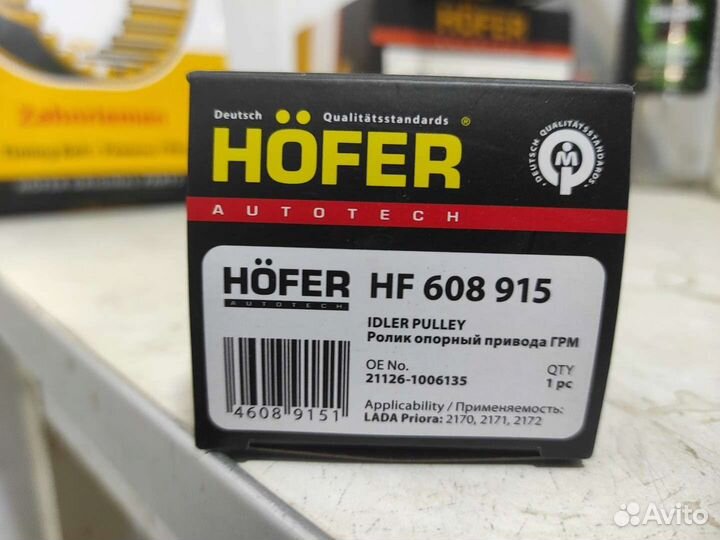 HÖFER
AUTOTECH
Zahnriemen
Deutsch Qualitätsstandards ®
HÖFER
AUTOTECH
DEUTSCH QUALITÄTSSTANDARDS
HÖFER
AUTOTECH
HF 608 915
IDLER PULLEY
Ролик опорный привода ГРМ
OE No.
21126-1006135
QTY
1 pc
4608 9151
Applicability / Применяемость:
LADA Priora: 2170, 2171, 2172
Avito